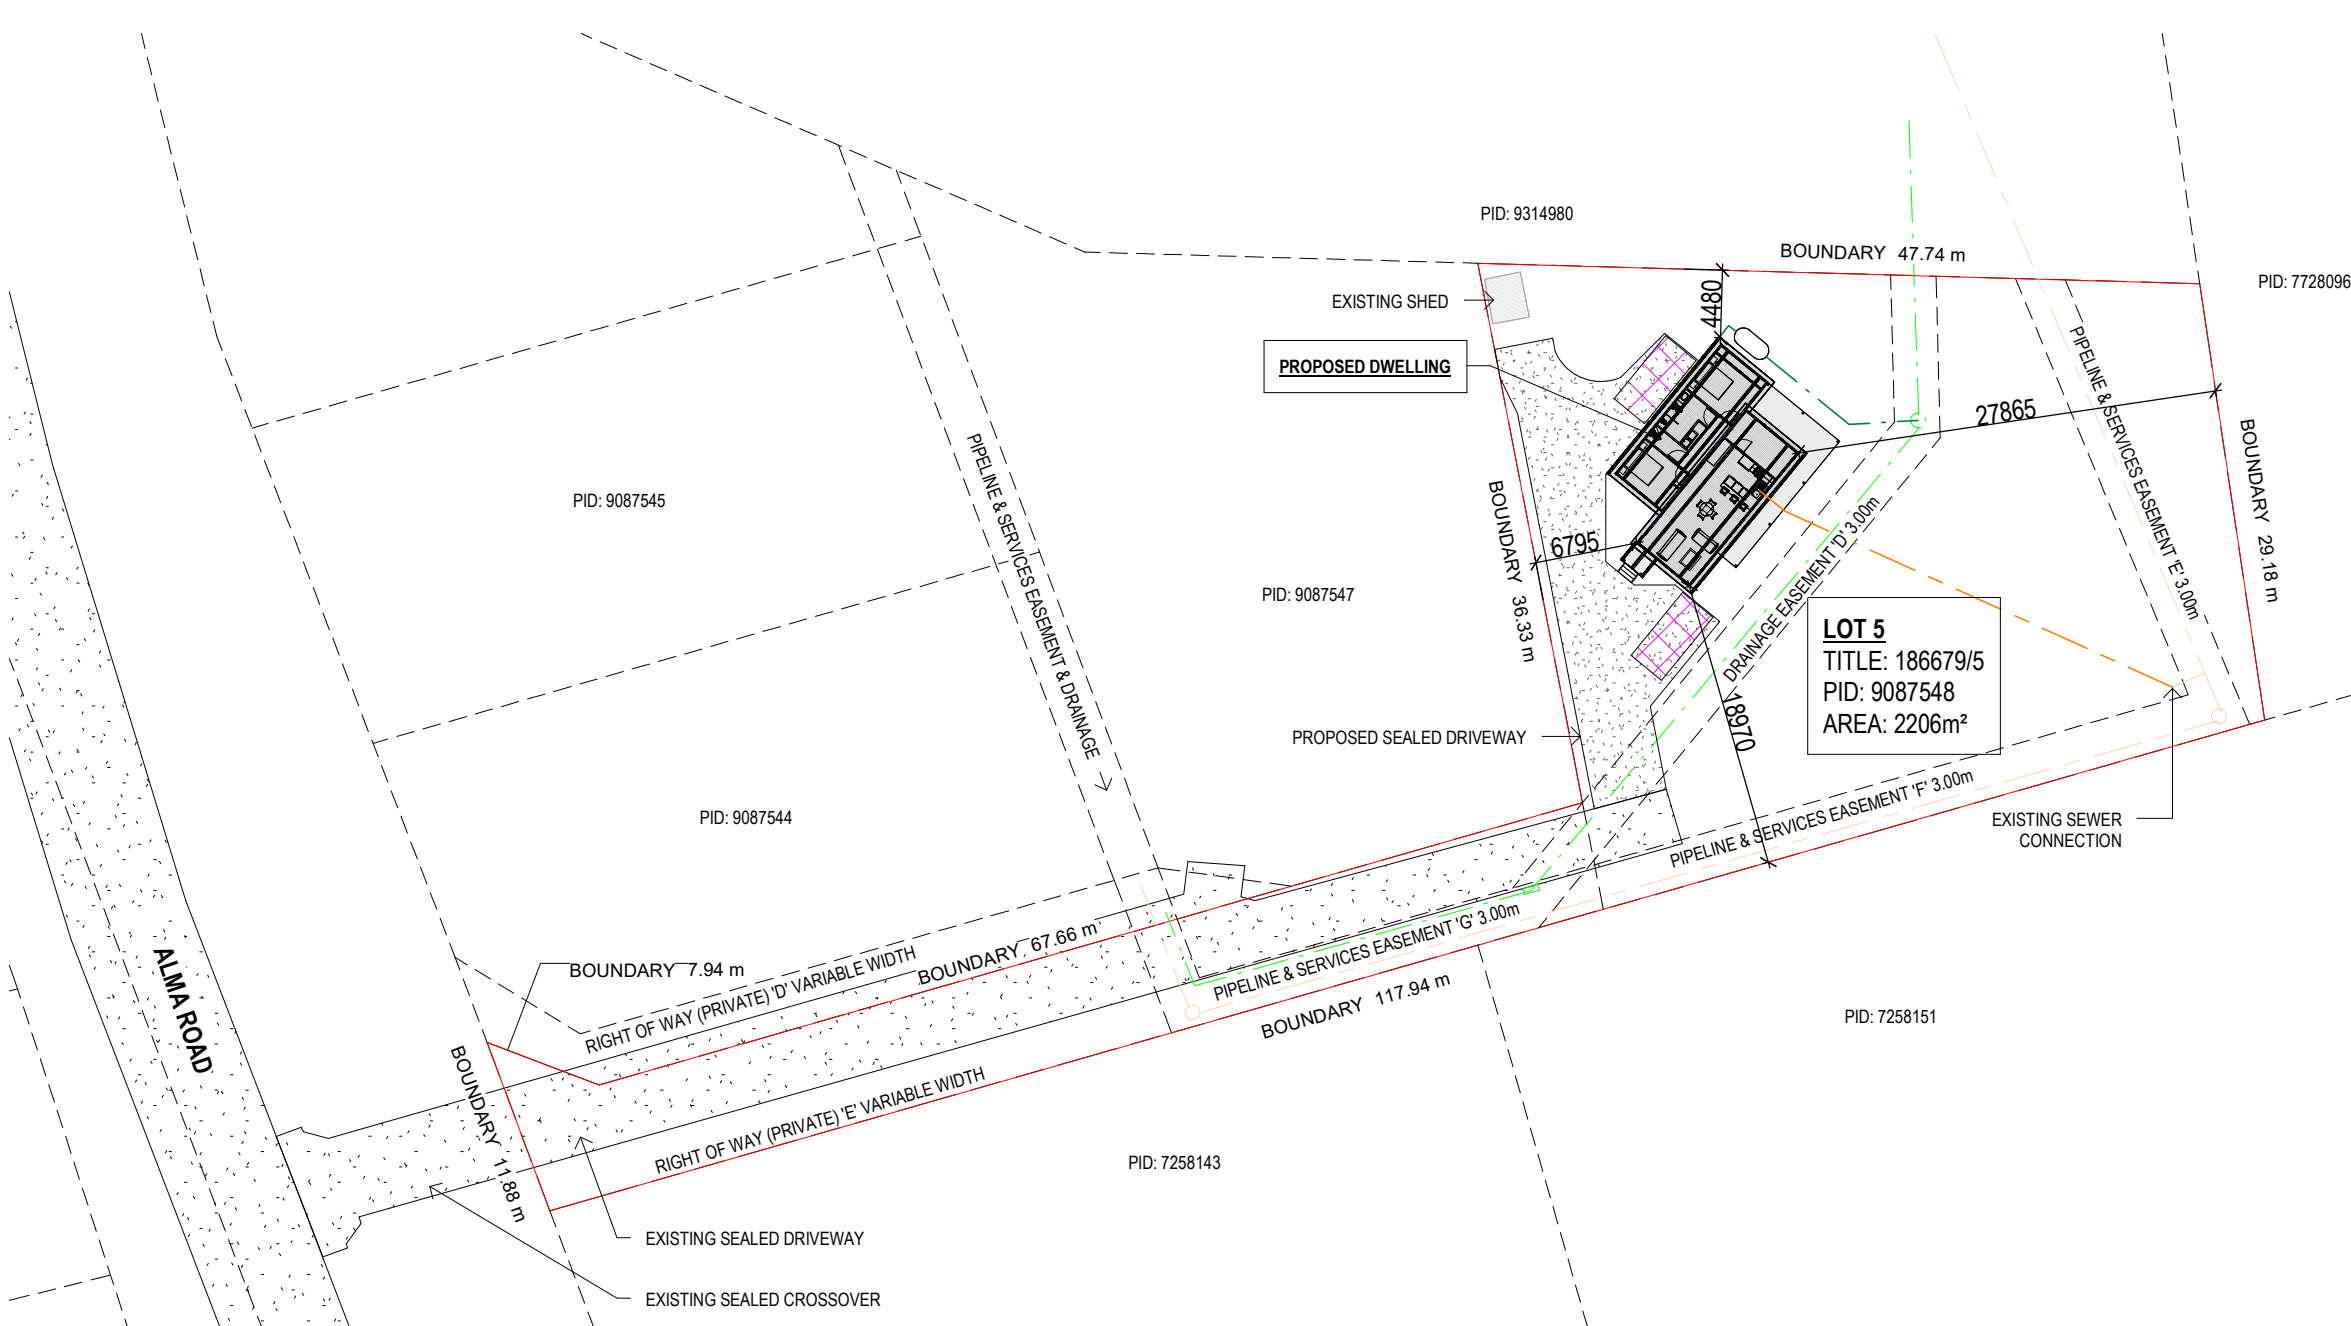 PID: 9314980
BOUNDARY 47.74 m
PID: 7728096
EXISTING SHED
4480
PROPOSED DWELLING
27865
PIPELINE & SERVICES EASEMENT 'E' 3.00m
BOUNDARY 29.18 m
PID: 9087545
PIPELINE & SERVICES EASEMENT & DRAINAGE
BOUNDARY 36.33 m
6795
PID: 9087547
DRAINAGE EASEMENT 'D' 3.00m
LOT 5
TITLE: 186679/5
PID: 9087548
AREA: 2206m²
18970
PROPOSED SEALED DRIVEWAY
PID: 9087544
PIPELINE & SERVICES EASEMENT 'F' 3.00m
EXISTING SEWER
CONNECTION
PIPELINE & SERVICES EASEMENT 'G' 3.00m
BOUNDARY 67.66 m
BOUNDARY 7.94 m
RIGHT OF WAY (PRIVATE) 'D' VARIABLE WIDTH
BOUNDARY 117.94 m
ALMA ROAD
PID: 7258151
BOUNDARY 11.88 m
RIGHT OF WAY (PRIVATE) 'E' VARIABLE WIDTH
PID: 7258143
EXISTING SEALED DRIVEWAY
EXISTING SEALED CROSSOVER